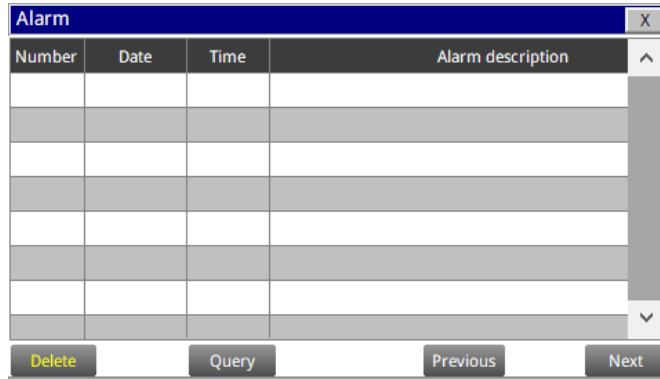 Alarm X
Number Date Time Alarm description
Delete Query Previous Next